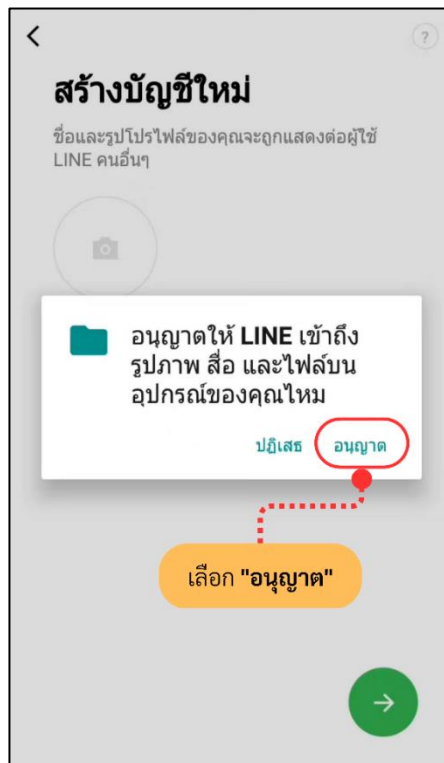 ?
สร้างบัญชีใหม่
ชื่อและรูปโปรไฟล์ของคุณจะถูกแสดงต่อผู้ใช้
LINE คนอื่นๆ
อนุญาตให้ LINE เข้าถึง
รูปภาพ สื่อ และไฟล์บน
อุปกรณ์ของคุณไหม
ปฏิเสธ อนุญาต
เลือก "อนุญาต"